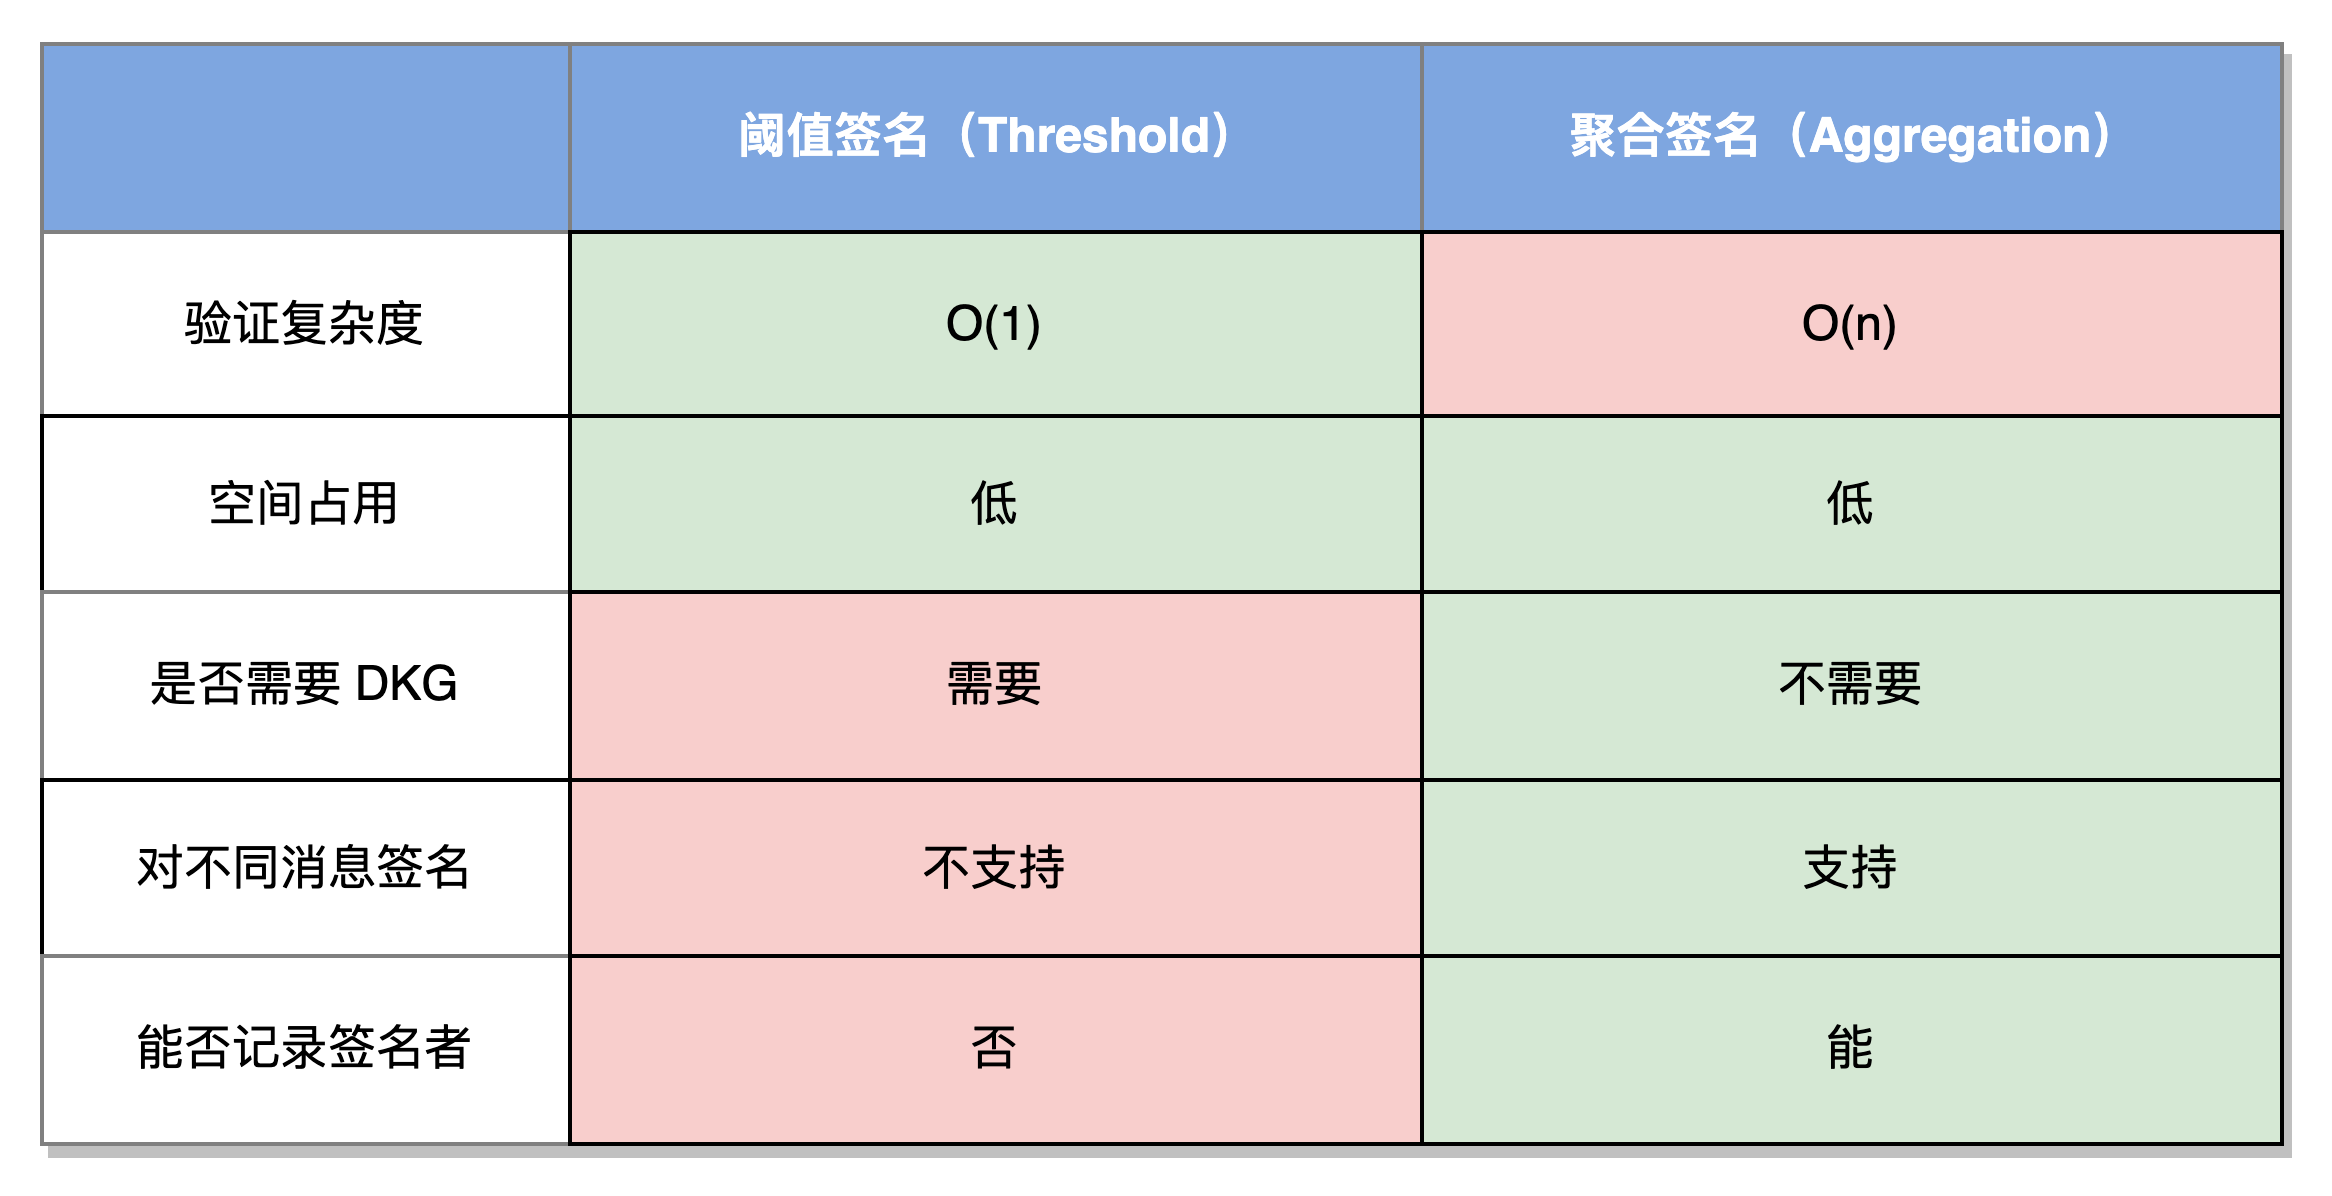 阈值签名（Threshold） 聚合签名（Aggregation）
验证复杂度 O(1) O(n)
空间占用 低 低
是否需要 DKG 需要 不需要
对不同消息签名 不支持 支持
能否记录签名者 否 能